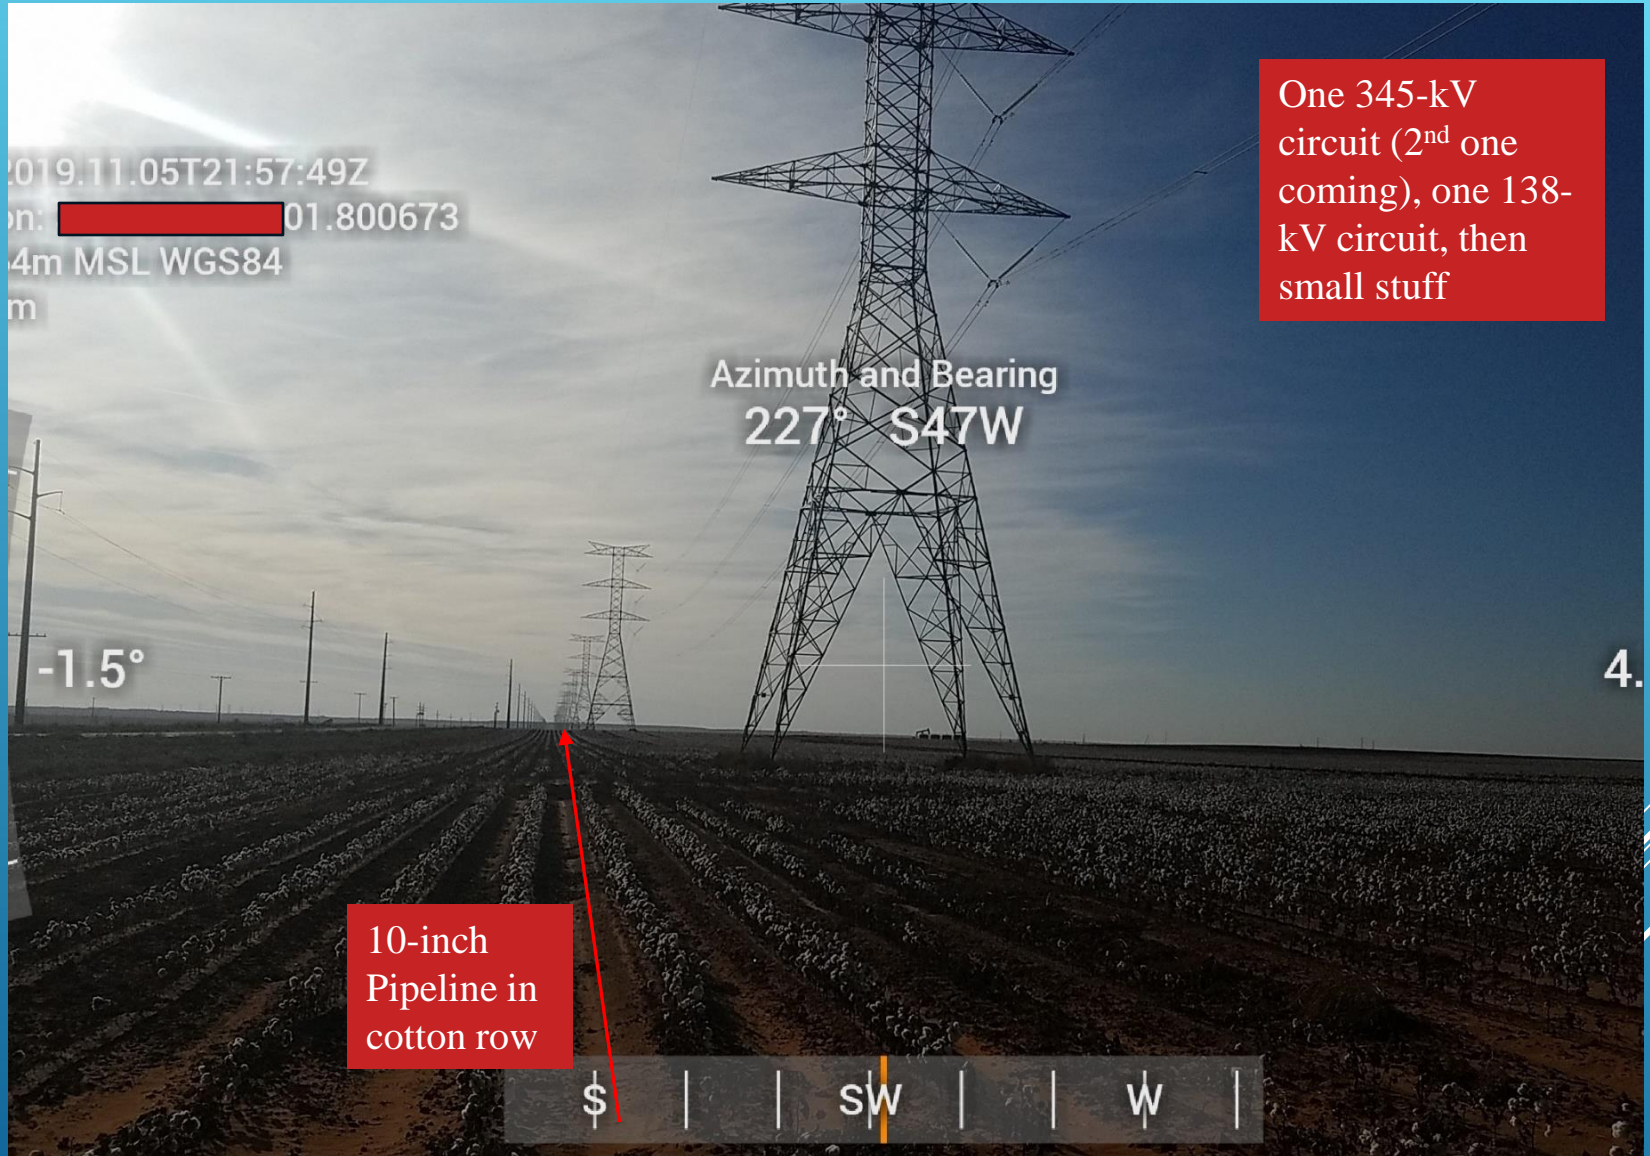 One 345-kV
circuit (2nd one
coming), one 138-
kV circuit, then
small stuff
2019.11.05T21:57:49Z
on: 01.800673
4m MSL WGS84
m
Azimuth and Bearing
227° S47W
-1.5°
4.
10-inch
Pipeline in
cotton row
S
SW
W